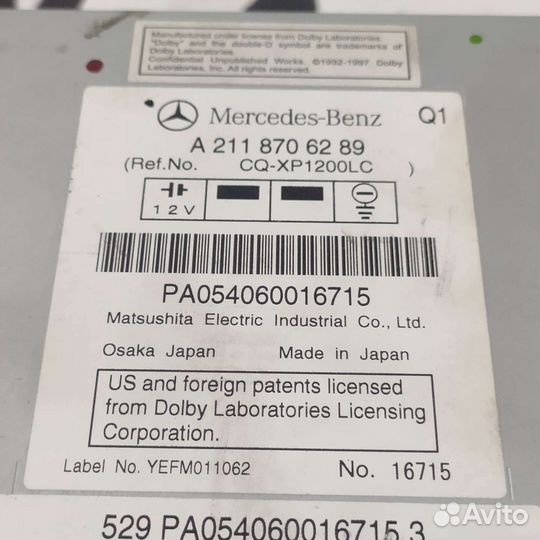 Manufactured under license from Dolby Laboratories.
"Dolby" and the double-D symbol are trademarks of
Dolby Laboratories.
Confidential Unpublished Works. ©1992-1997 Dolby
Laboratories, Inc. All rights reserved.
Mercedes-Benz Q1
A 211 870 62 89
(Ref.No. CQ-XP1200LC )
12V
PA054060016715
Matsushita Electric Industrial Co., Ltd.
Osaka Japan Made in Japan
US and foreign patents licensed
from Dolby Laboratories Licensing
Corporation.
Label No. YEFM011062 No. 16715
529 PA054060016715 3
Avito